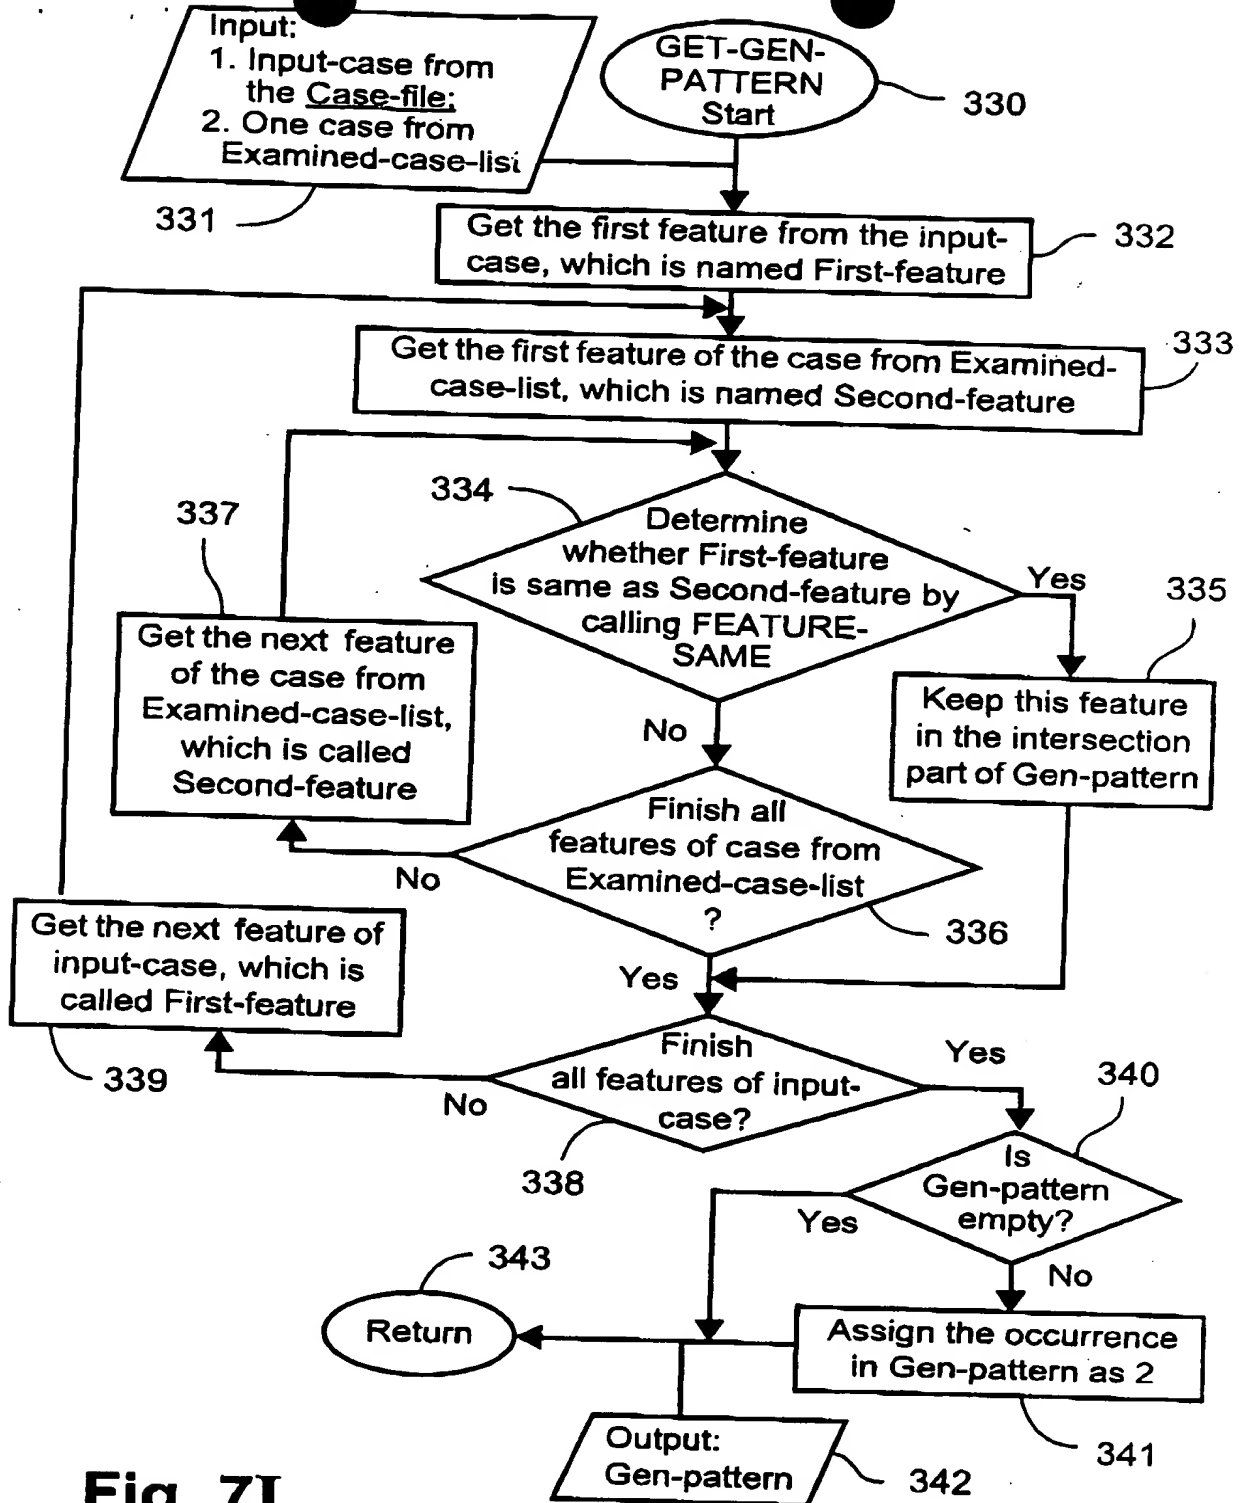 Input:
1. Input-case from
the Case-file;
2. One case from
Examined-case-list
331
GET-GEN-
PATTERN
Start
330
Get the first feature from the input-
case, which is named First-feature
332
Get the first feature of the case from Examined-
case-list, which is named Second-feature
333
334
Determine
whether First-feature
is same as Second-feature by
calling FEATURE-
SAME
Yes
335
337
Get the next feature
of the case from
Examined-case-list,
which is called
Second-feature
Keep this feature
in the intersection
part of Gen-pattern
No
Finish all
features of case from
Examined-case-list
?
No
336
Get the next feature of
input-case, which is
called First-feature
339
Yes
Finish
all features of input-
case?
Yes
No
338
340
Is
Gen-pattern
empty?
Yes
No
343
Return
Assign the occurrence
in Gen-pattern as 2
341
Output:
Gen-pattern
342
Fig. 7I